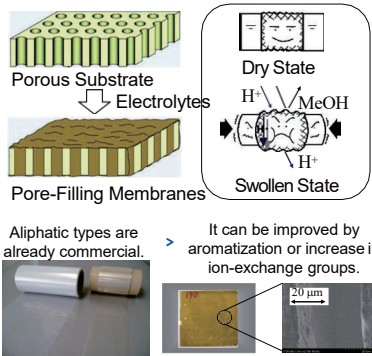 Porous Substrate
Electrolytes
Pore-Filling Membranes
Dry State
H+
MeOH
H+
Swollen State
Aliphatic types are
already commercial.
>
It can be improved by
aromatization or increase i
ion-exchange groups.
20 μm